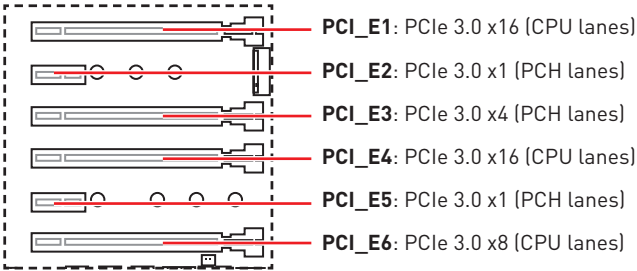 PCI_E1: PCIe 3.0 x16 (CPU lanes)
PCI_E2: PCIe 3.0 x1 (PCH lanes)
PCI_E3: PCIe 3.0 x4 (PCH lanes)
PCI_E4: PCIe 3.0 x16 (CPU lanes)
PCI_E5: PCIe 3.0 x1 (PCH lanes)
PCI_E6: PCIe 3.0 x8 (CPU lanes)